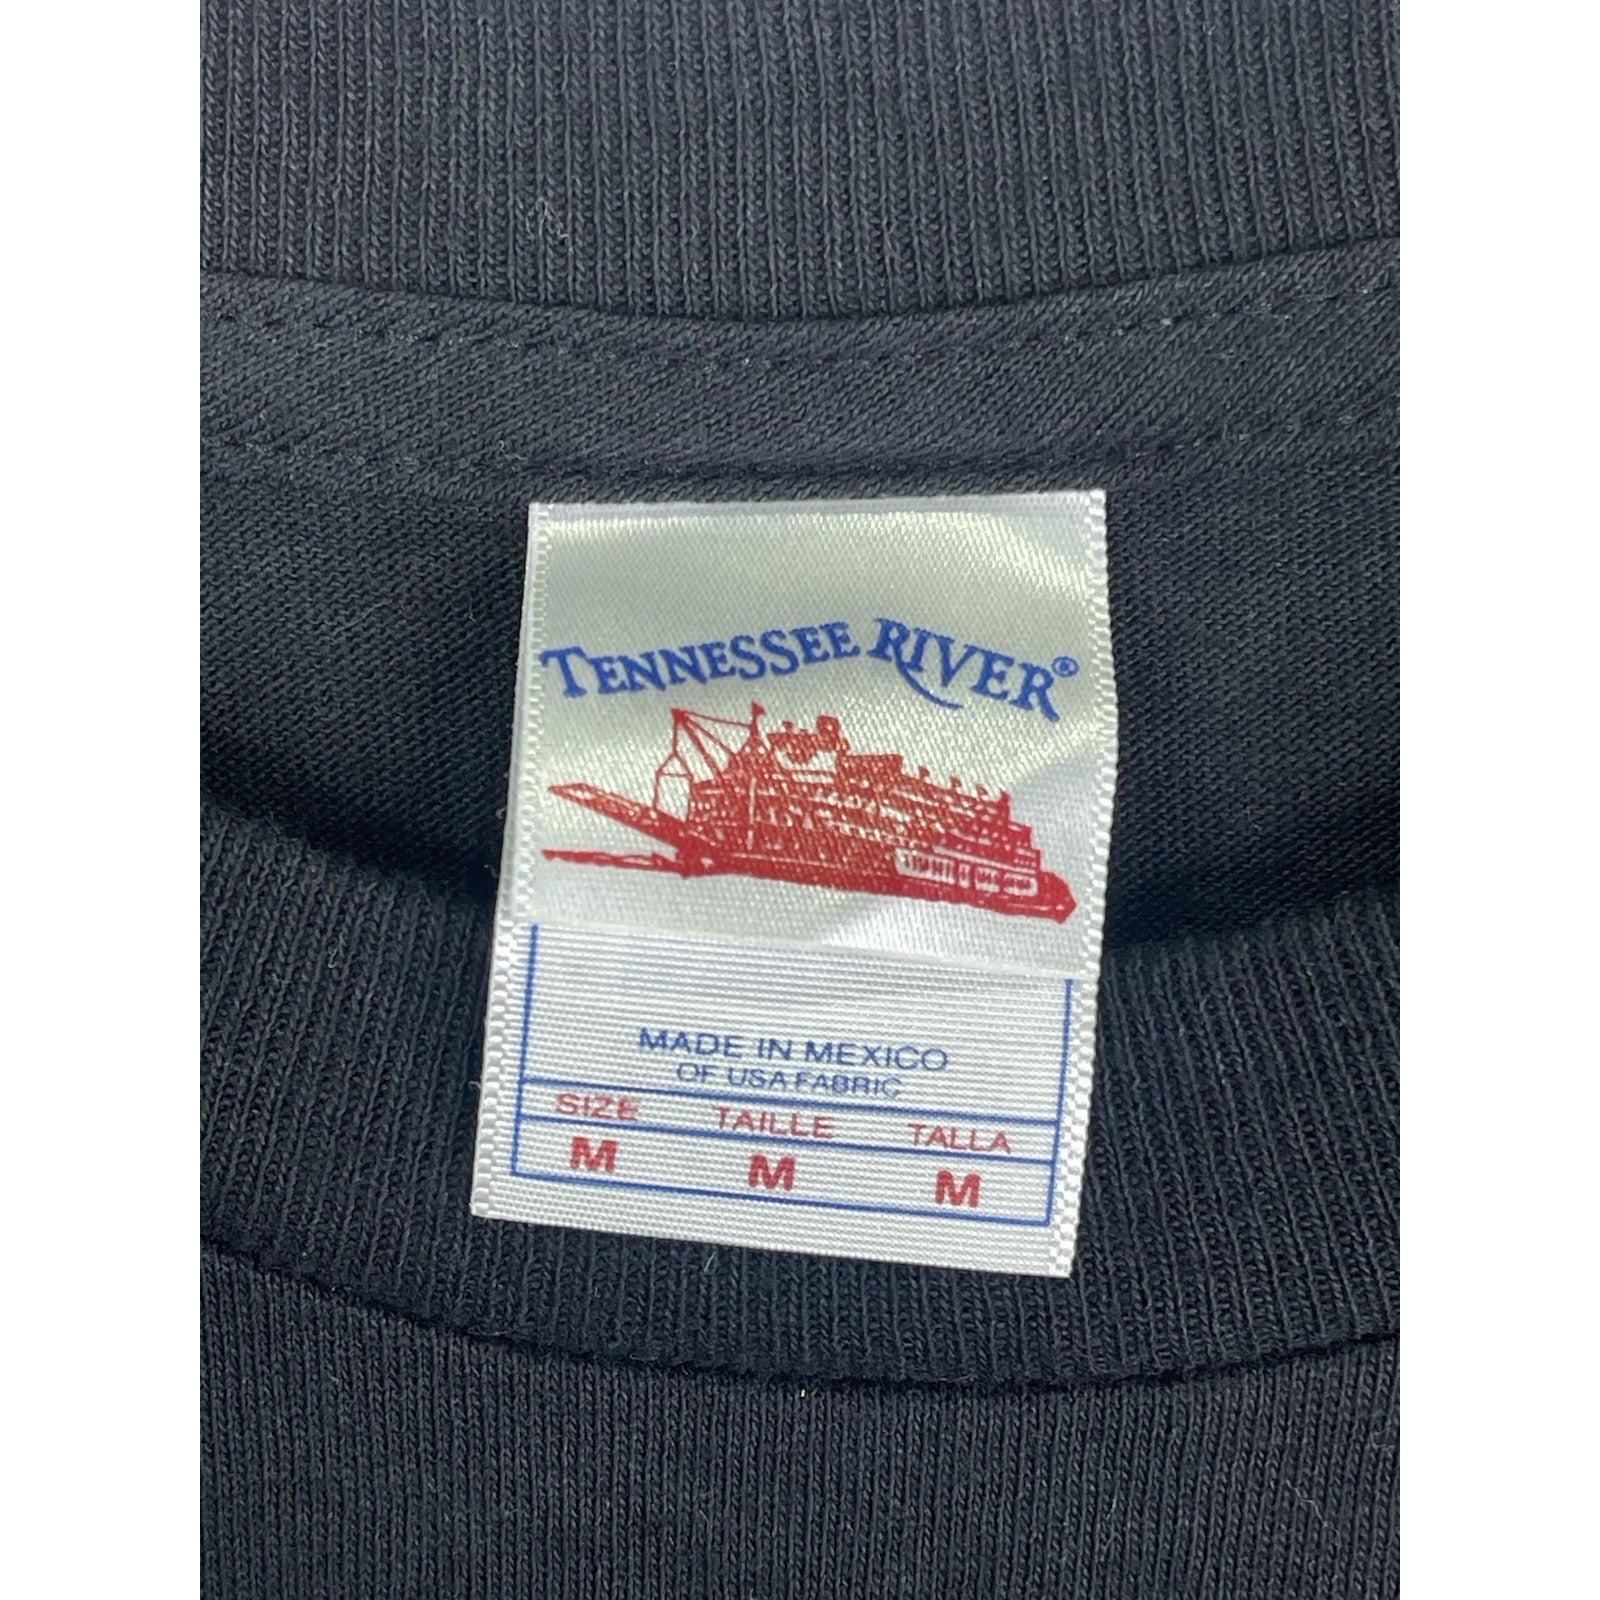 TENNESSEE RIVER®
MADE IN MEXICO
OF USA FABRIC
SIZE TAILLE TALLA
M M M